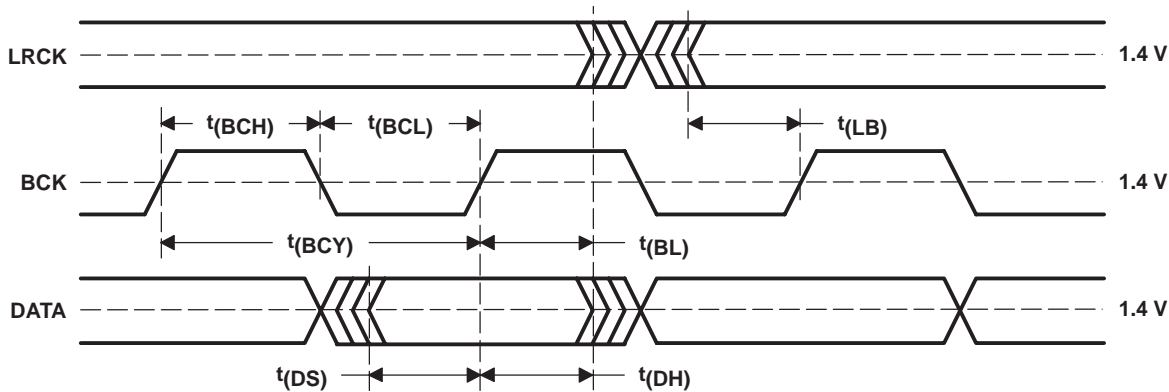 LRCK 1.4 V
t(BCH) t(BCL) t(LB)
BCK 1.4 V
t(BCY) t(BL)
DATA 1.4 V
t(DS) t(DH)